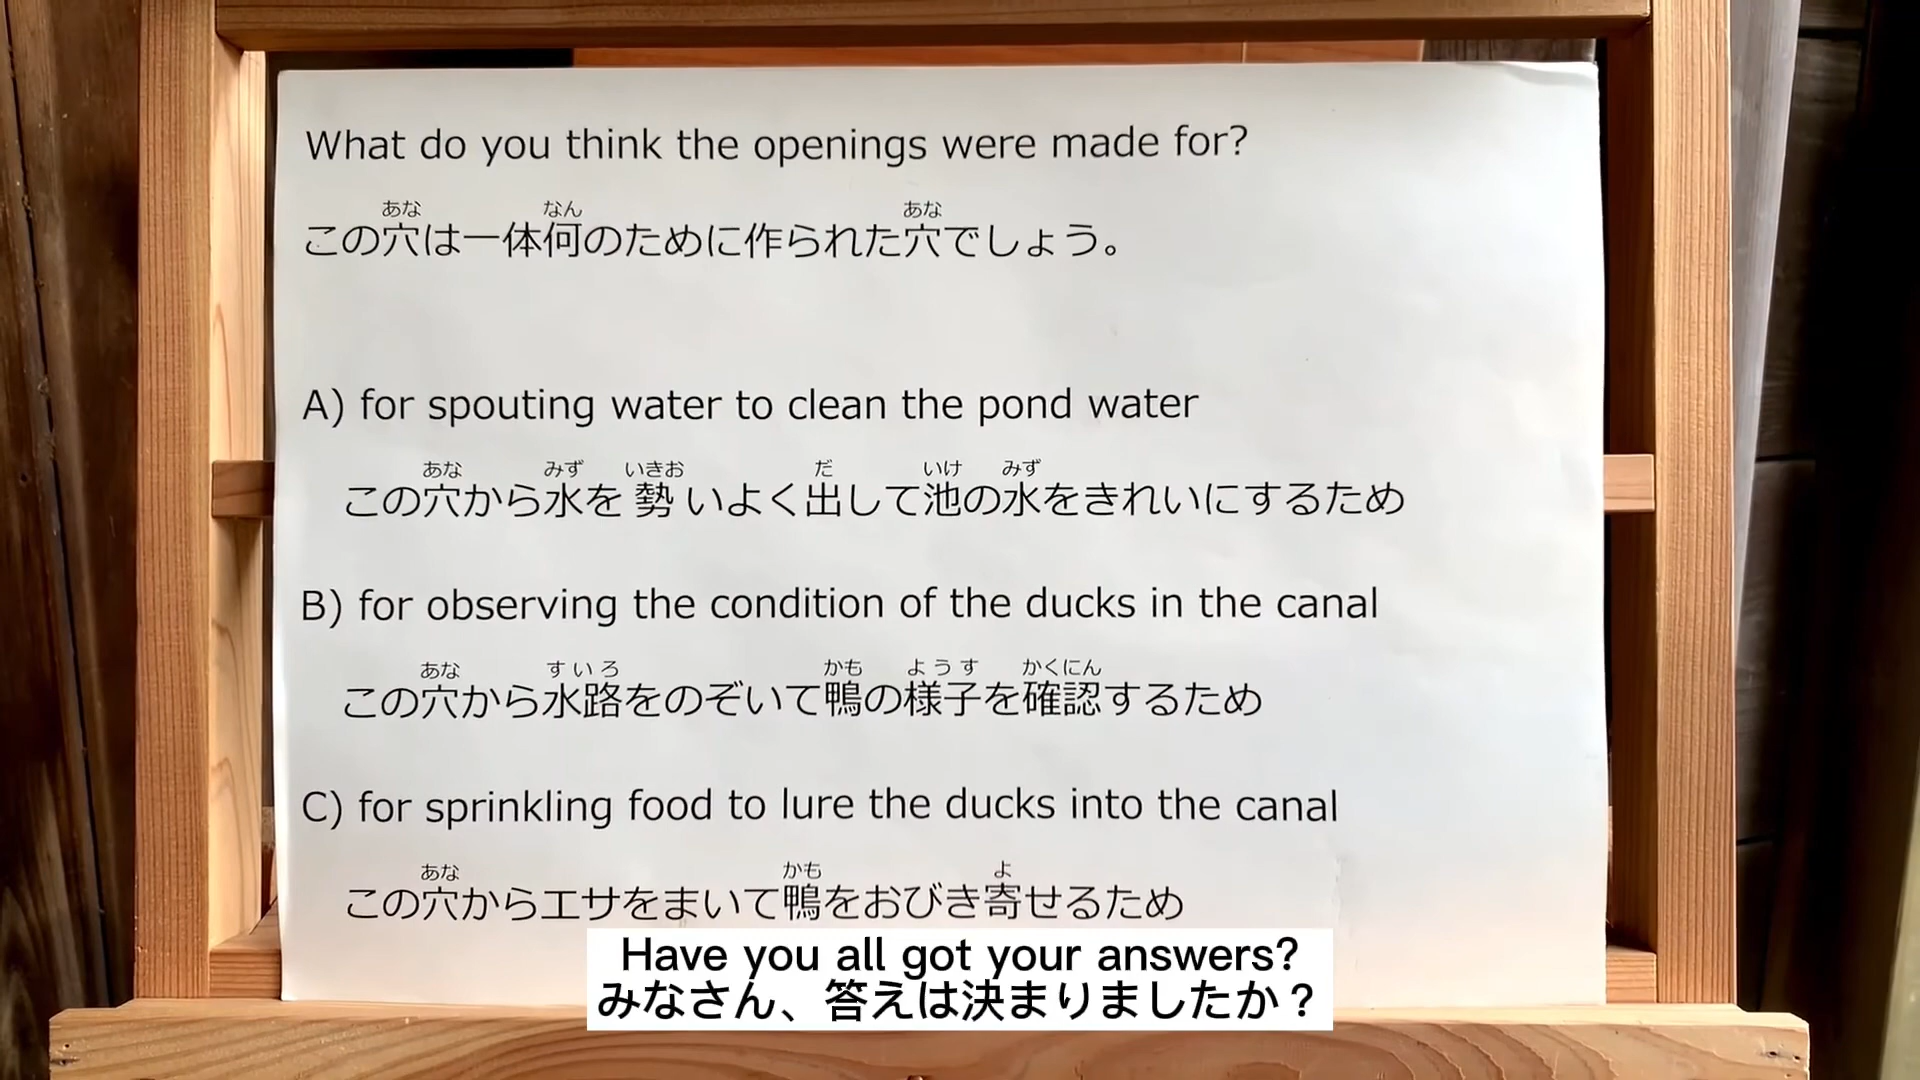 What do you think the openings were made for?
あな なん あな
この穴は一体何のために作られた穴でしょう。
A) for spouting water to clean the pond water
あな みず いきお だ いけ みず
この穴から水を勢いよく出して池の水をきれいにするため
B) for observing the condition of the ducks in the canal
あな すいろ かも ようす かくにん
この穴から水路をのぞいて鴨の様子を確認するため
C) for sprinkling food to lure the ducks into the canal
あな かも よ
この穴からエサをまいて鴨をおびき寄せるため
Have you all got your answers?
みなさん、答えは決まりましたか？